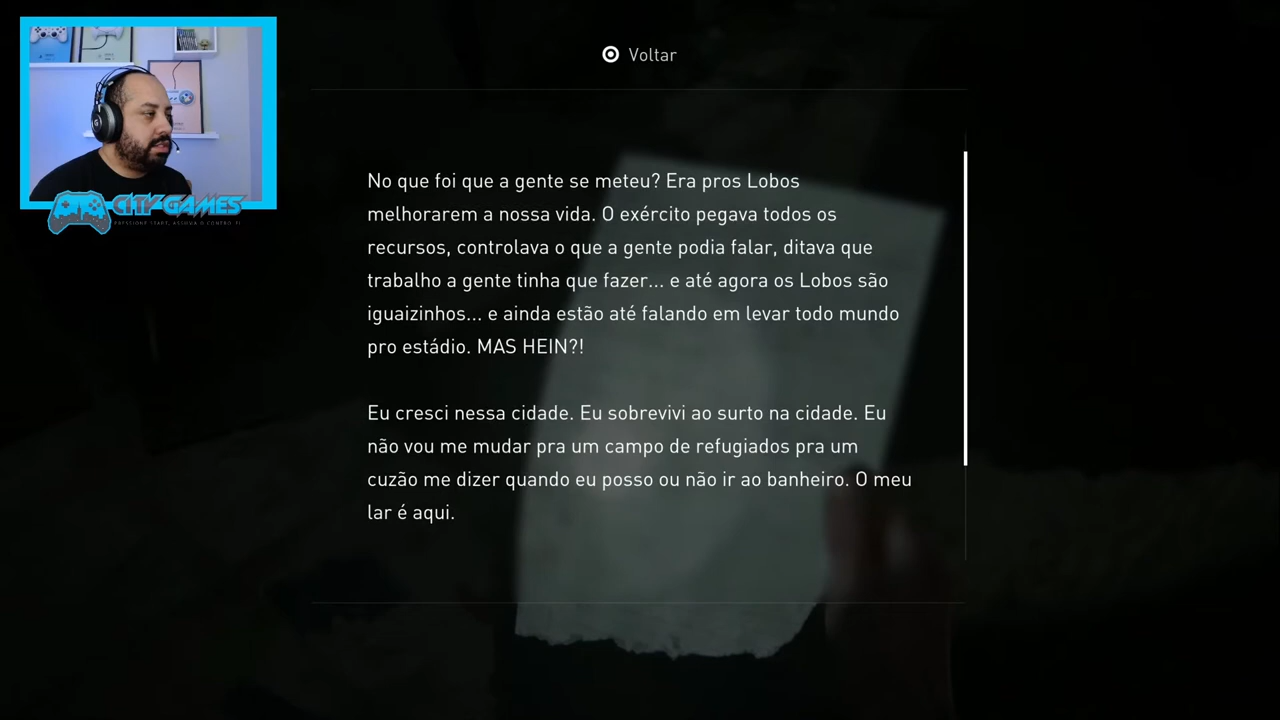 Voltar
CITY GAMES
No que foi que a gente se meteu? Era pros Lobos
melhorarem a nossa vida. O exército pegava todos os
recursos, controlava o que a gente podia falar, ditava que
trabalho a gente tinha que fazer... e até agora os Lobos são
iguaizinhos... e ainda estão até falando em levar todo mundo
pro estádio. MAS HEIN?!
Eu cresci nessa cidade. Eu sobrevivi ao surto na cidade. Eu
não vou me mudar pra um campo de refugiados pra um
cuzão me dizer quando eu posso ou não ir ao banheiro. O meu
lar é aqui.